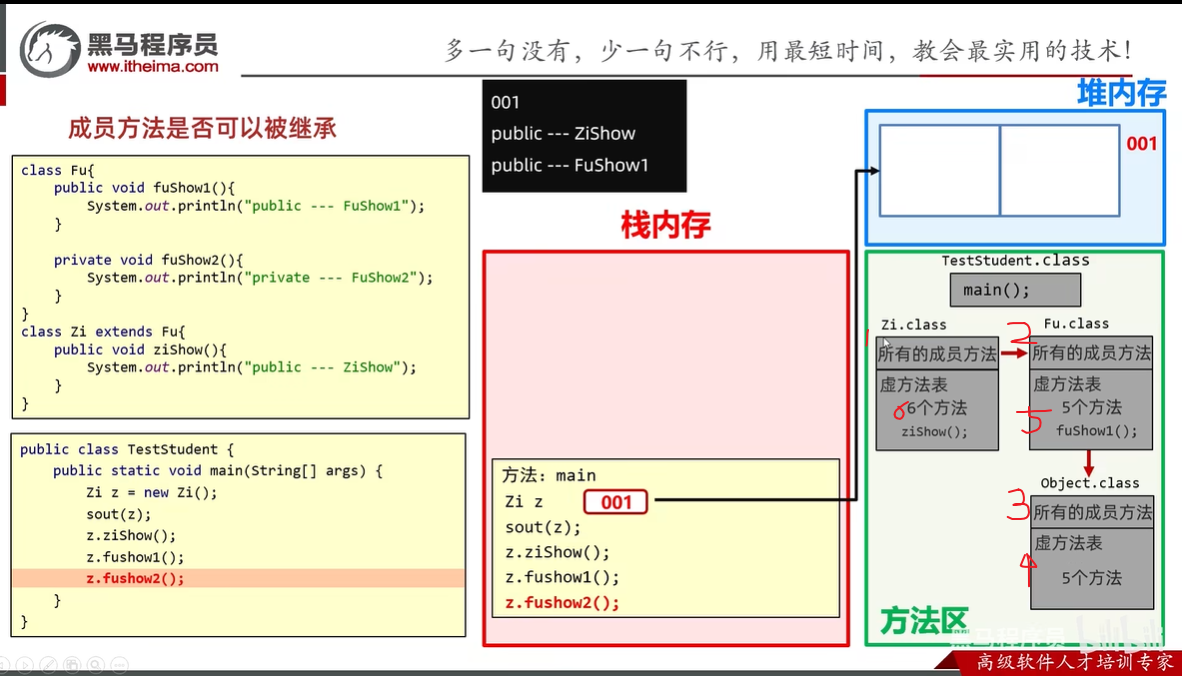 黑马程序员
www.itheima.com
多一句没有，少一句不行，用最短时间，教会最实用的技术！
成员方法是否可以被继承
class Fu{
public void fuShow1(){
System.out.println("public --- FuShow1");
}
private void fuShow2(){
System.out.println("private --- FuShow2");
}
}
class Zi extends Fu{
public void ziShow(){
System.out.println("public --- ZiShow");
}
}
public class TestStudent {
public static void main(String[] args) {
Zi z = new Zi();
sout(z);
z.ziShow();
z.fushow1();
z.fushow2();
}
}
001
public --- ZiShow
public --- FuShow1
栈内存
方法：main
Zi z 001
sout(z);
z.ziShow();
z.fushow1();
z.fushow2();
堆内存
001
TestStudent.class
main();
1
Zi.class
所有的成员方法
虚方法表
6 6个方法
ziShow();
2
Fu.class
所有的成员方法
虚方法表
5 5个方法
fuShow1();
Object.class
3 所有的成员方法
虚方法表
4 5个方法
方法区
黑马程序员 bilibili
高级软件人才培训专家